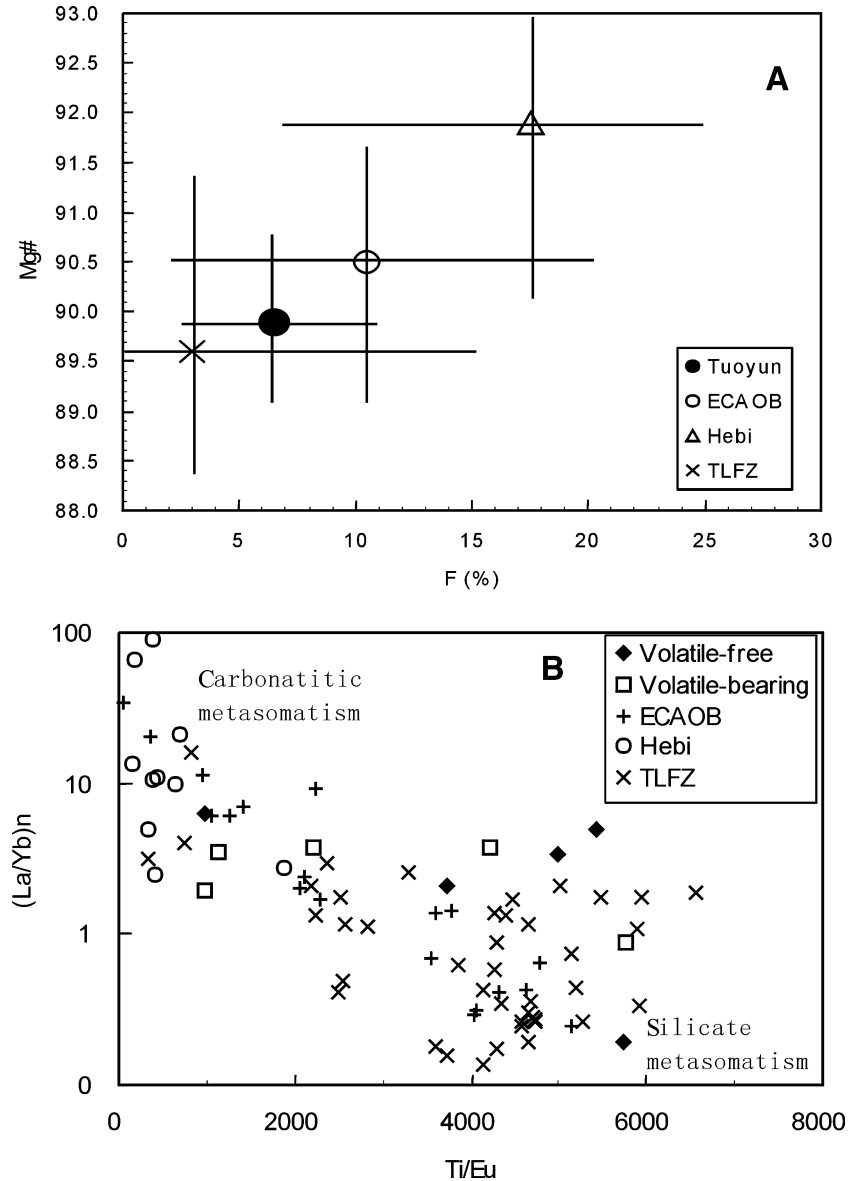 93.0
92.5
92.0
91.5
91.0
90.5
90.0
89.5
89.0
88.5
88.0
Mg#
A
Tuoyun
ECAOB
Hebi
TLFZ
0
5
10
15
20
25
30
F (%)
100
10
1
0
(La/Yb)n
Carbonatitic
metasomatism
B
Volatile-free
Volatile-bearing
ECAOB
Hebi
TLFZ
Silicate
metasomatism
0
2000
4000
6000
8000
Ti/Eu